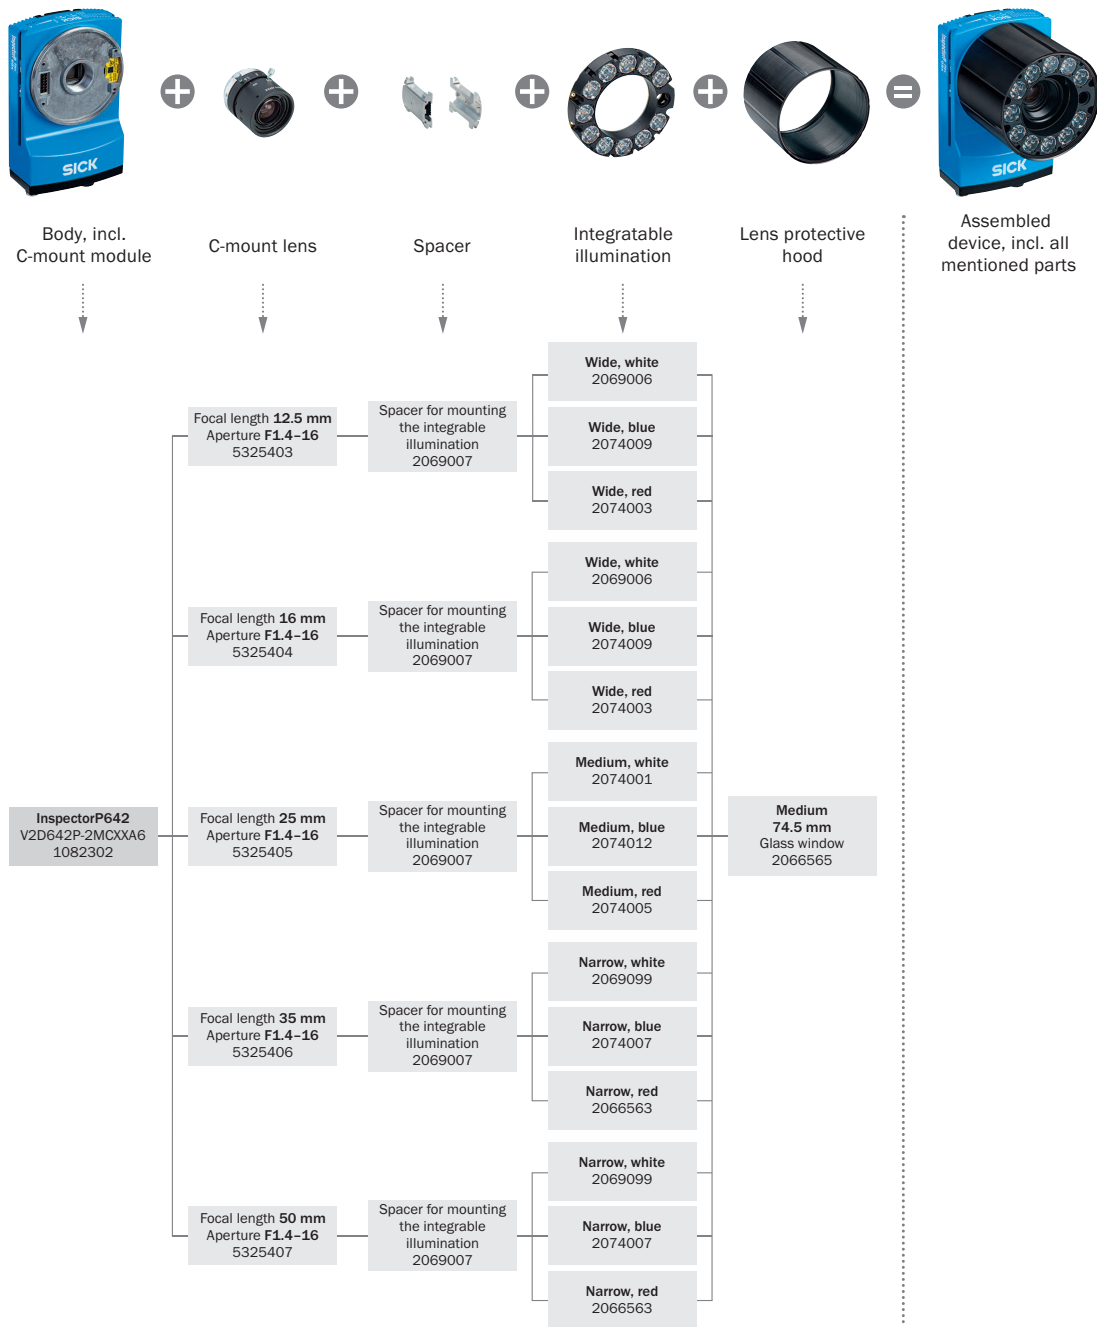 SICK
SICK
Body, incl.
C-mount module
C-mount lens
Spacer
Integratable
illumination
Lens protective
hood
Assembled
device, incl. all
mentioned parts
InspectorP642
V2D642P-2MCXXA6
1082302
Focal length 12.5 mm
Aperture F1.4–16
5325403
Spacer for mounting
the integrable
illumination
2069007
Wide, white
2069006
Wide, blue
2074009
Wide, red
2074003
Focal length 16 mm
Aperture F1.4–16
5325404
Spacer for mounting
the integrable
illumination
2069007
Wide, white
2069006
Wide, blue
2074009
Wide, red
2074003
Focal length 25 mm
Aperture F1.4–16
5325405
Spacer for mounting
the integrable
illumination
2069007
Medium, white
2074001
Medium, blue
2074012
Medium, red
2074005
Focal length 35 mm
Aperture F1.4–16
5325406
Spacer for mounting
the integrable
illumination
2069007
Narrow, white
2069099
Narrow, blue
2074007
Narrow, red
2066563
Focal length 50 mm
Aperture F1.4–16
5325407
Spacer for mounting
the integrable
illumination
2069007
Narrow, white
2069099
Narrow, blue
2074007
Narrow, red
2066563
Medium
74.5 mm
Glass window
2066565